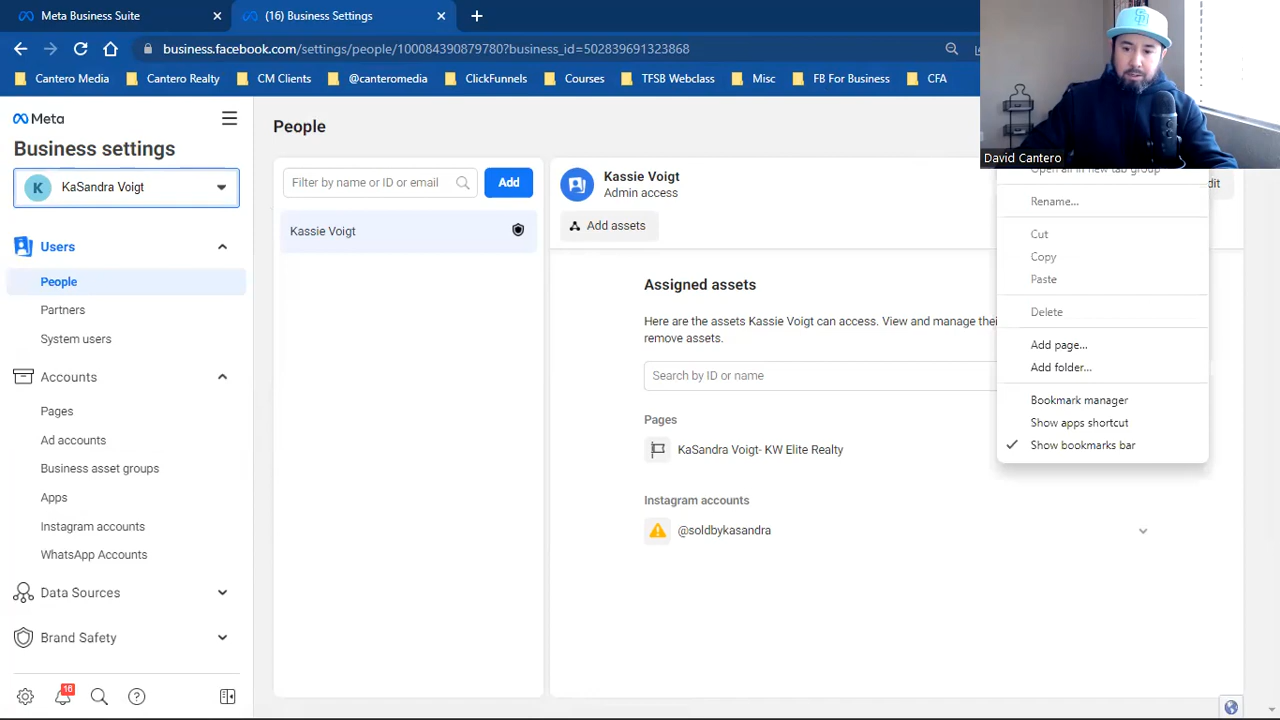 Meta Business Suite
(16) Business Settings
business.facebook.com/settings/people/100084390879780?business_id=502839691323868
Cantero Media
Cantero Realty
CM Clients
@canteromedia
ClickFunnels
Courses
TFSB Webclass
Misc
FB For Business
CFA
David Cantero
Meta
Business settings
K
KaSandra Voigt
Users
People
Partners
System users
Accounts
Pages
Ad accounts
Business asset groups
Apps
Instagram accounts
WhatsApp Accounts
Data Sources
Brand Safety
16
People
Filter by name or ID or email
Add
Kassie Voigt
Kassie Voigt
Admin access
Add assets
Assigned assets
Here are the assets Kassie Voigt can access. View and manage thei
remove assets.
Search by ID or name
Pages
KaSandra Voigt- KW Elite Realty
Instagram accounts
@soldbykasandra
Open all in new tab group
Rename...
Cut
Copy
Paste
Delete
Add page...
Add folder...
Bookmark manager
Show apps shortcut
Show bookmarks bar